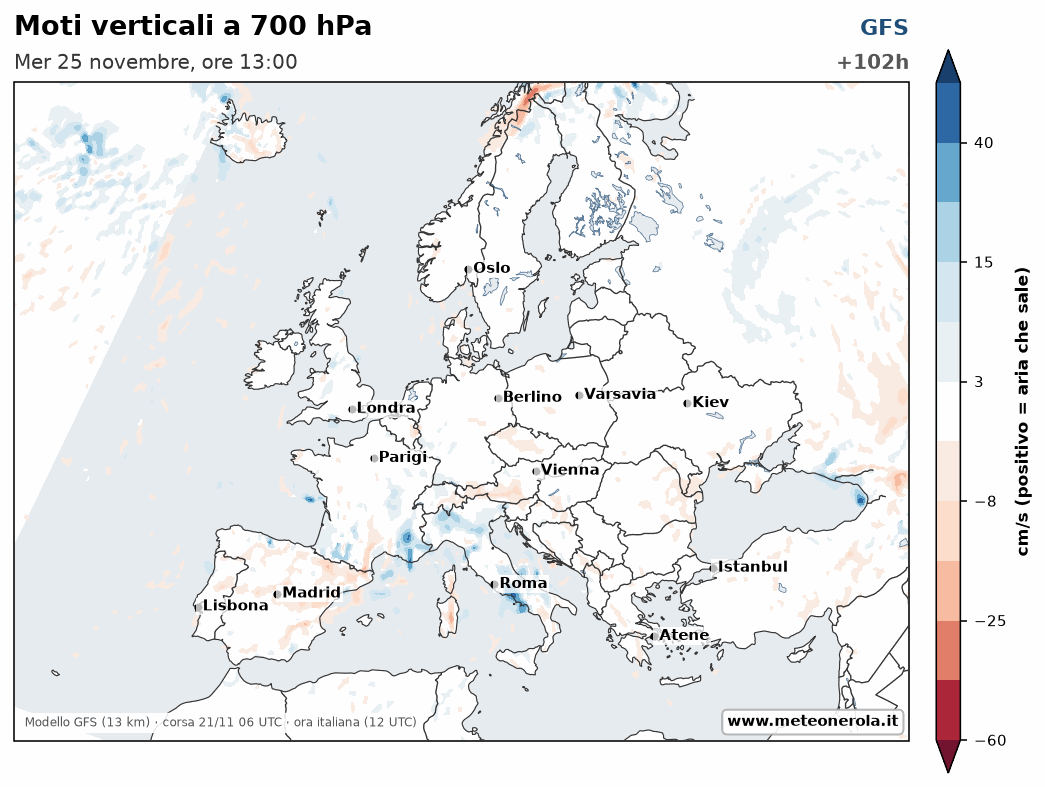 Moti verticali a 700 hPa
GFS
Mer 25 novembre, ore 13:00
+102h
40
15
3
−8
−25
−60
cm/s (positivo = aria che sale)
Oslo
Londra
Berlino
Varsavia
Kiev
Parigi
Vienna
Istanbul
Roma
Madrid
Lisbona
Atene
Modello GFS (13 km) · corsa 21/11 06 UTC · ora italiana (12 UTC)
www.meteonerola.it